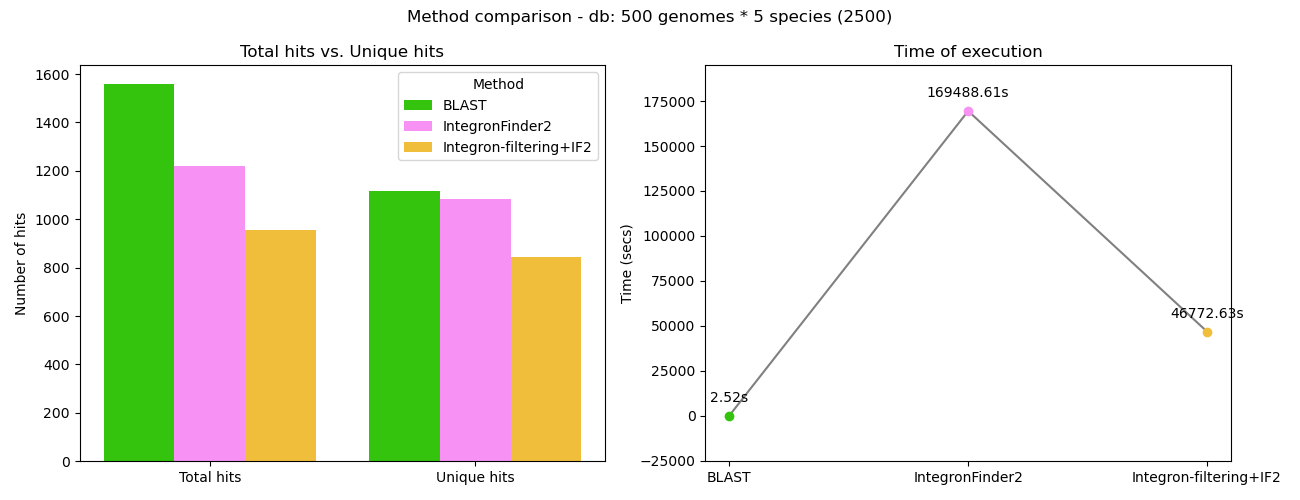 Method comparison - db: 500 genomes * 5 species (2500)
Total hits vs. Unique hits
Number of hits
1600
1400
1200
1000
800
600
400
200
0
Method
BLAST
IntegronFinder2
Integron-filtering+IF2
Total hits
Unique hits
Time of execution
Time (secs)
175000
150000
125000
100000
75000
50000
25000
0
−25000
169488.61s
46772.63s
2.52s
BLAST
IntegronFinder2
Integron-filtering+IF2